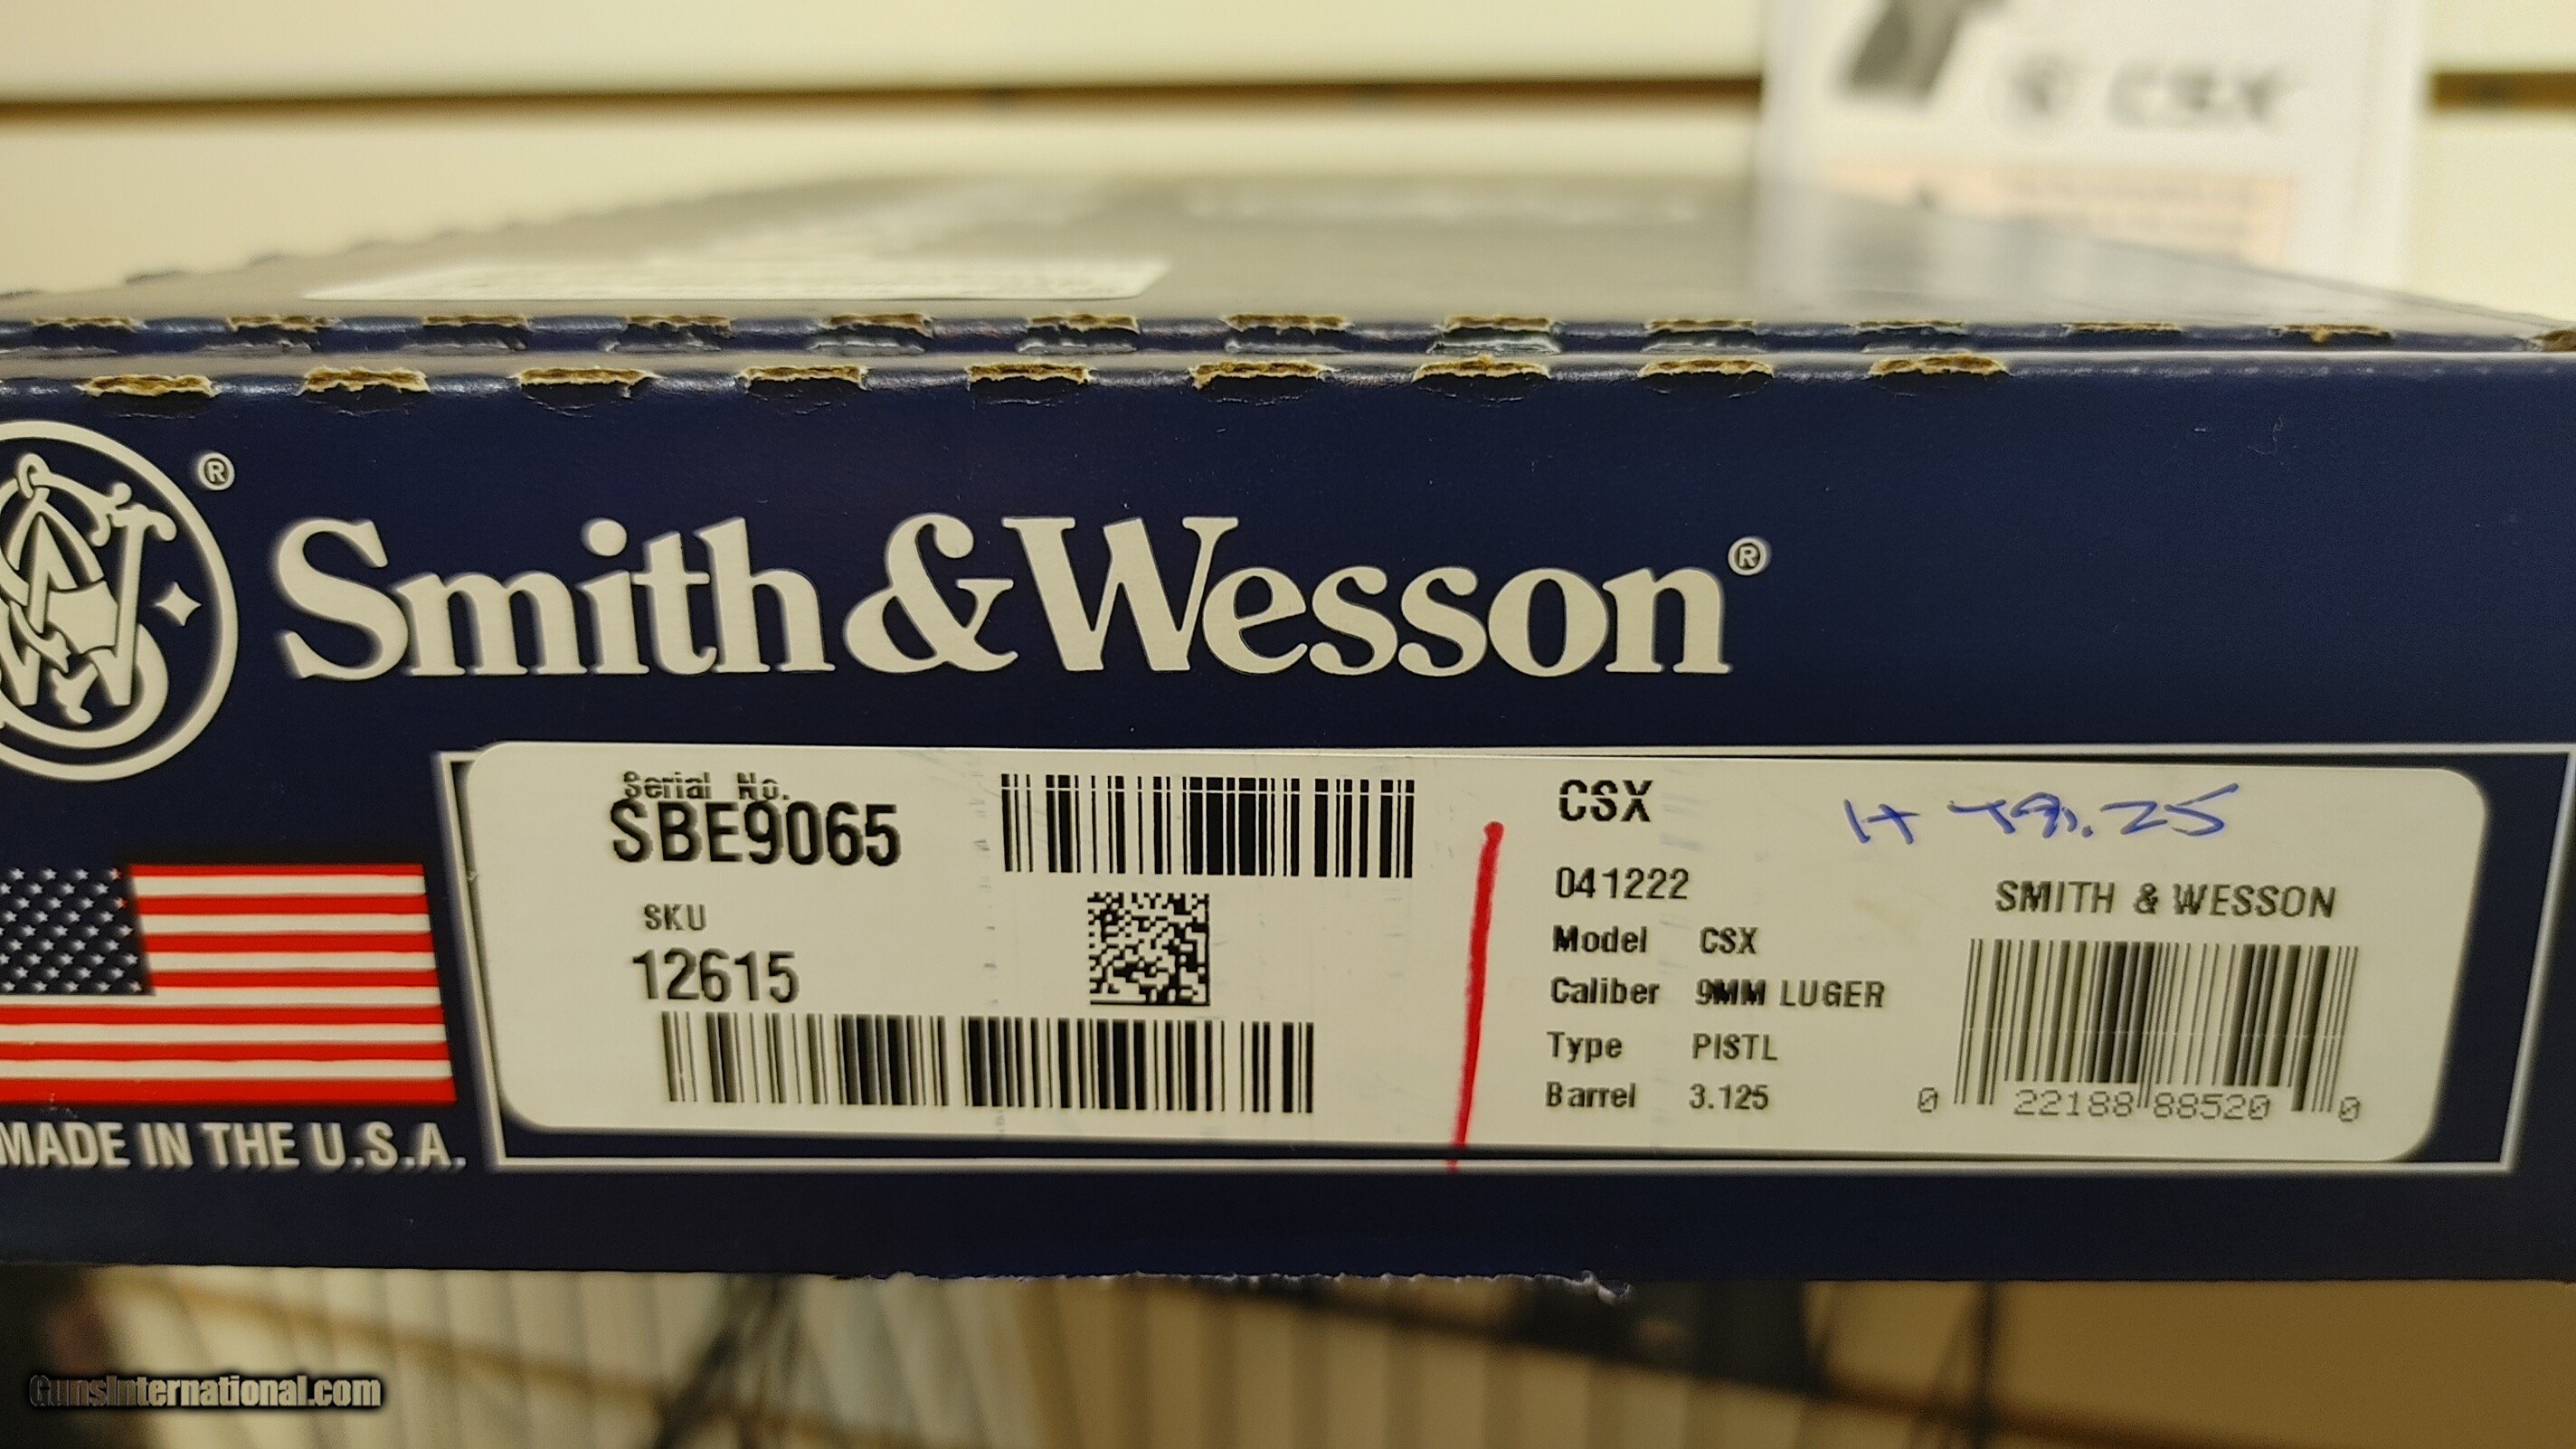 CSX
®
Smith & Wesson®
Serial No.
SBE9065
SKU
12615
CSX
041222
Model CSX
Caliber 9MM LUGER
Type PISTL
Barrel 3.125
SMITH & WESSON
0 22188 88520 0
MADE IN THE U.S.A.
GunsInternational.com